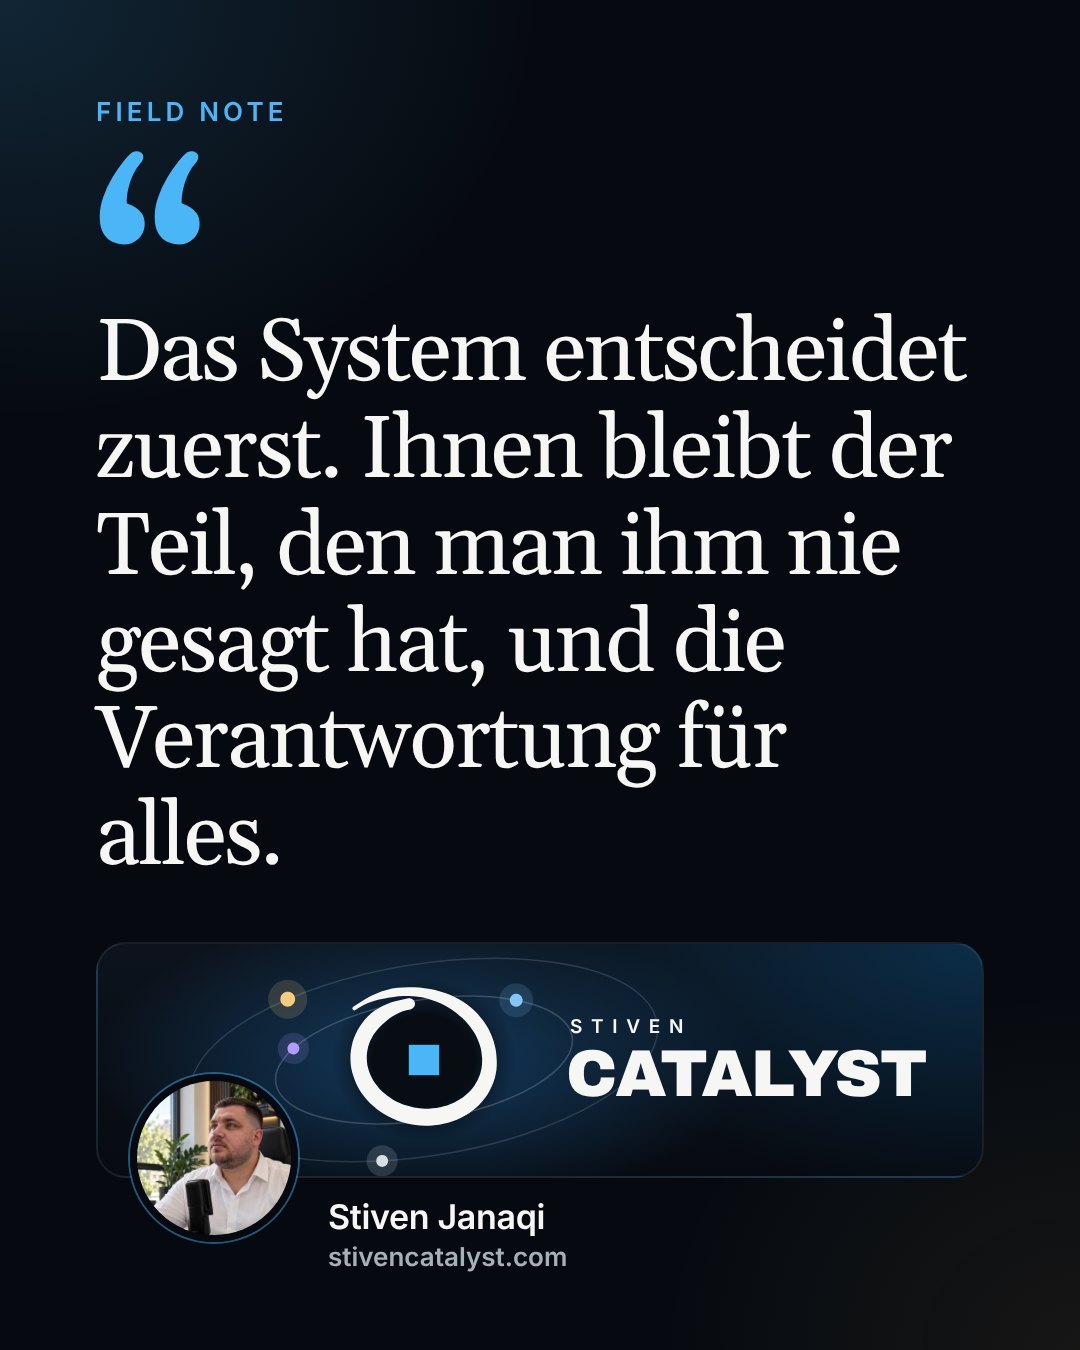 FIELD NOTE
“
Das System entscheidet
zuerst. Ihnen bleibt der
Teil, den man ihm nie
gesagt hat, und die
Verantwortung für
alles.
STIVEN
CATALYST
Stiven Janaqi
stivencatalyst.com